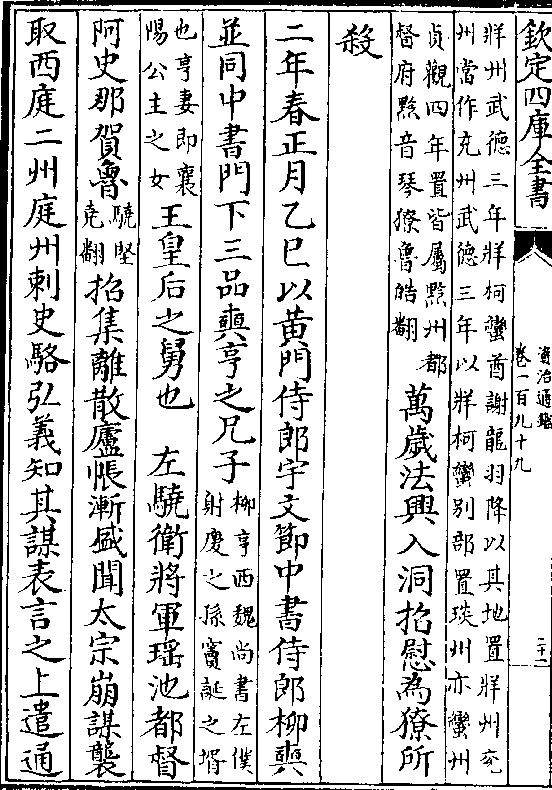 欽定四庫全書
資治通鑑
卷一百九十九
二十一
牂州武德三年牂柯蠻酋謝龍羽降以其地置牂州兖
州當作充州武德三年以牂柯蠻別部置琰州亦蠻州
貞觀四年置皆屬黔州都
督府黔音琴獠魯皓翻
萬歲法興入洞招慰為獠所
殺
二年春正月乙巳以黃門侍郎宇文節中書侍郎柳奭
並同中書門下三品奭亨之兄子
柳亨西魏尚書左僕
射慶之孫竇誕之壻
也亨妻即襄
陽公主之女
王皇后之舅也 左驍衛將軍瑶池都督
阿史那賀魯
驍堅
堯翻
招集離散廬帳漸盛聞太宗崩謀襲
取西庭二州庭州刺史駱弘義知其謀表言之上遣通